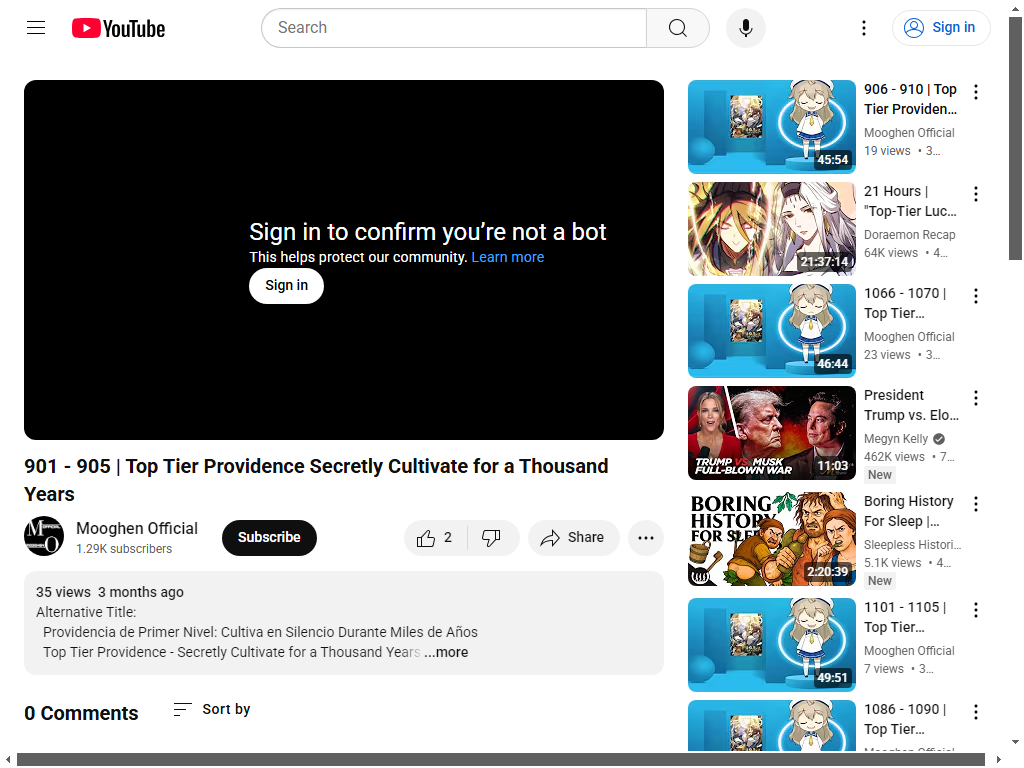 YouTube
Search
Sign in
Sign in to confirm you’re not a bot
This helps protect our community. Learn more
Sign in
901 - 905 | Top Tier Providence Secretly Cultivate for a Thousand
Years
Mooghen Official
1.29K subscribers
Subscribe
2
Share
35 views 3 months ago
Alternative Title:
Providencia de Primer Nivel: Cultiva en Silencio Durante Miles de Años
Top Tier Providence - Secretly Cultivate for a Thousand Years ...more
0 Comments
Sort by
45:54
906 - 910 | Top
Tier Providen...
Mooghen Official
19 views • 3...
21:37:14
21 Hours |
"Top-Tier Luc...
Doraemon Recap
64K views • 4...
46:44
1066 - 1070 |
Top Tier...
Mooghen Official
23 views • 3...
TRUMP VS. MUSK
FULL-BLOWN WAR
11:03
President
Trump vs. Elo...
Megyn Kelly
462K views • 7...
New
BORING
HISTORY
FOR SLEEP
2:20:39
Boring History
For Sleep |...
Sleepless Histori...
5.1K views • 4...
New
49:51
1101 - 1105 |
Top Tier...
Mooghen Official
7 views • 3...
1086 - 1090 |
Top Tier...
Mooghen Official